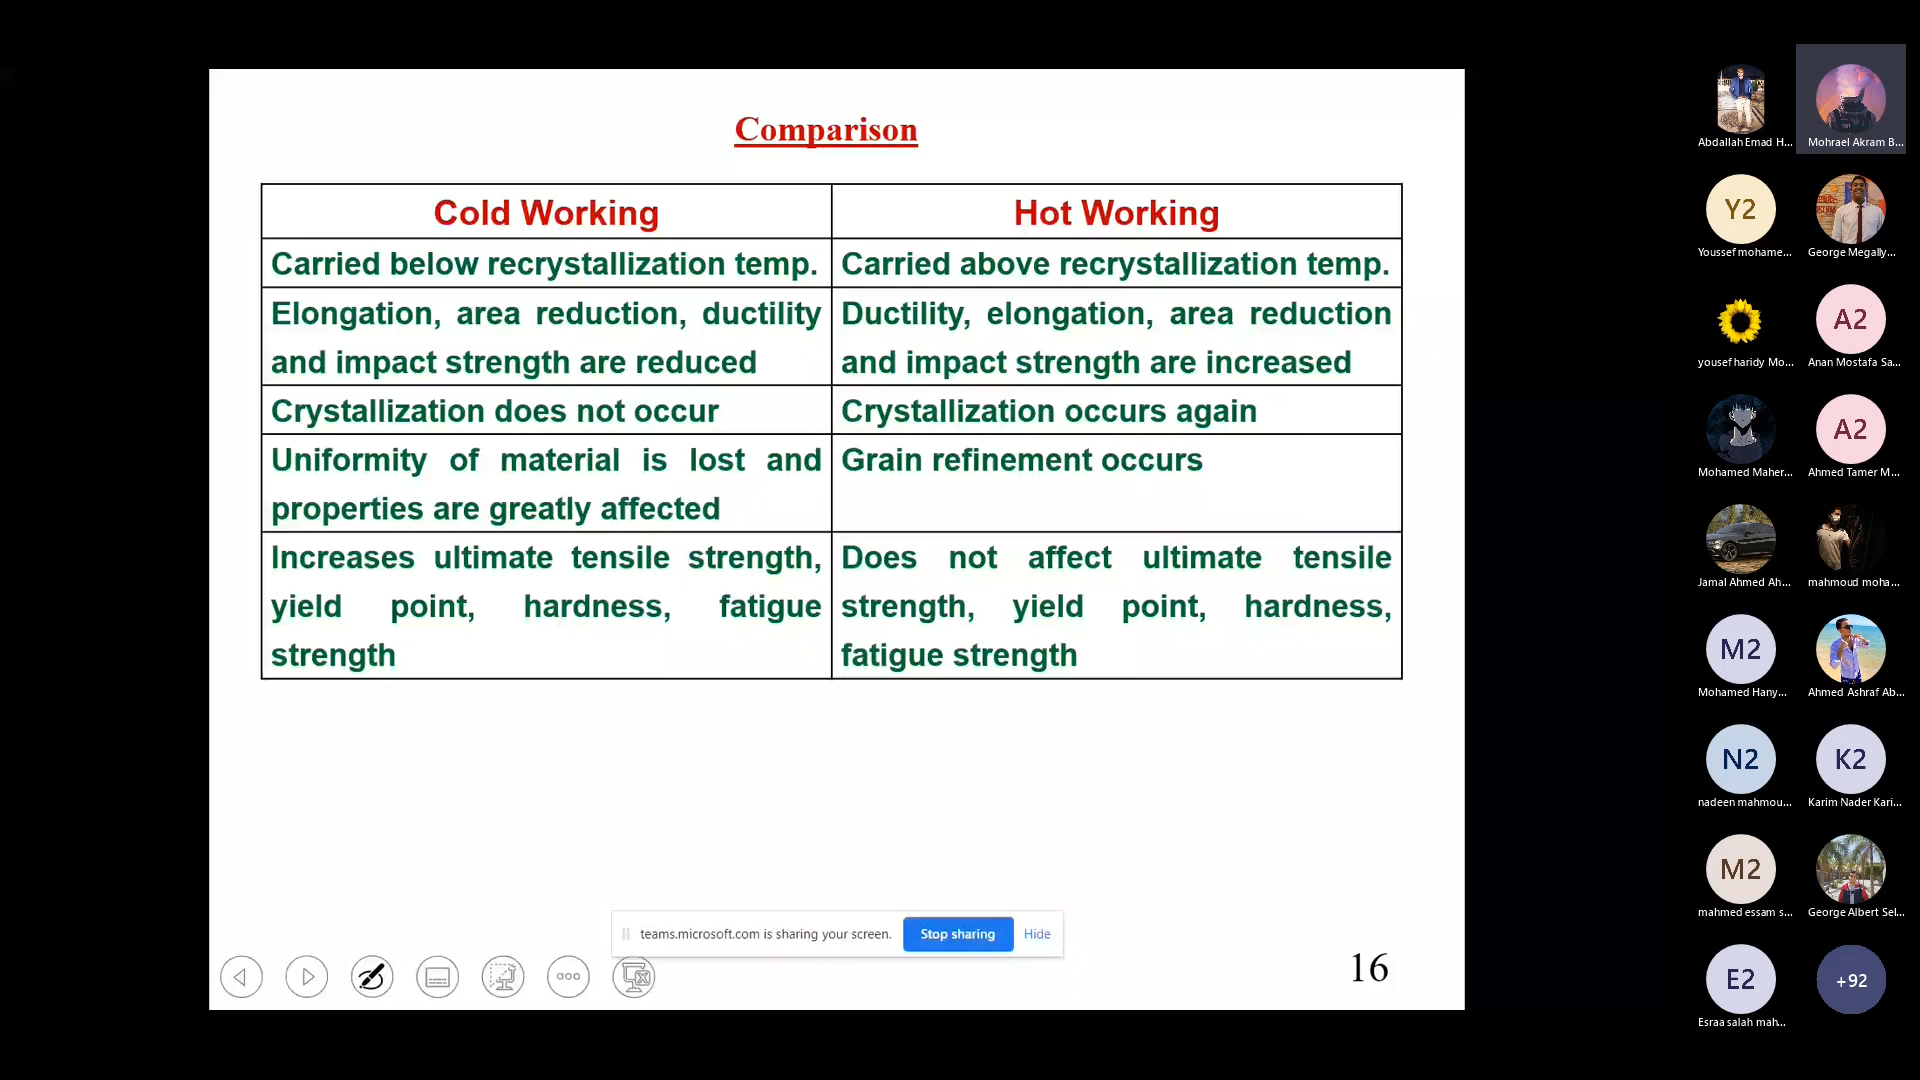 Comparison
Cold Working
Hot Working
Carried below recrystallization temp.
Carried above recrystallization temp.
Elongation, area reduction, ductility
and impact strength are reduced
Ductility, elongation, area reduction
and impact strength are increased
Crystallization does not occur
Crystallization occurs again
Uniformity of material is lost and
properties are greatly affected
Grain refinement occurs
Increases ultimate tensile strength,
yield point, hardness, fatigue
strength
Does not affect ultimate tensile
strength, yield point, hardness,
fatigue strength
teams.microsoft.com is sharing your screen.
Stop sharing
Hide
16
Abdallah Emad H...
Mohrael Akram B...
Y2
Youssef mohame...
George Megally...
yousef haridy Mo...
A2
Anan Mostafa Sa...
Mohamed Maher...
A2
Ahmed Tamer M...
Jamal Ahmed Ah...
mahmoud moha...
M2
Mohamed Hany...
Ahmed Ashraf Ab...
N2
nadeen mahmou...
K2
Karim Nader Kari...
M2
mahmed essam s...
George Albert Sel...
E2
Esraa salah mah...
+92